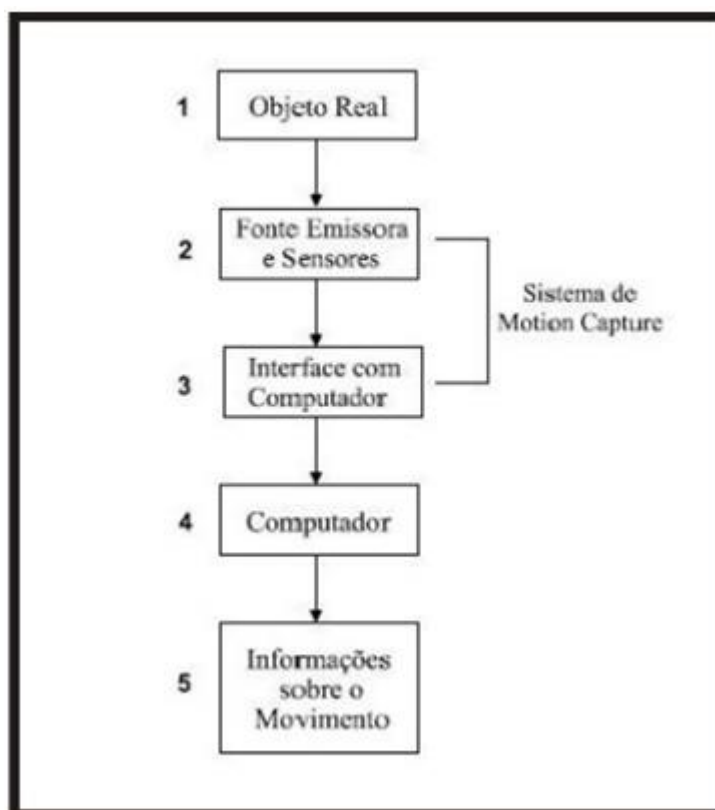 1
Objeto Real
2
Fonte Emissora
e Sensores
Sistema de
Motion Capture
3
Interface com
Computador
4
Computador
5
Informações
sobre o
Movimento